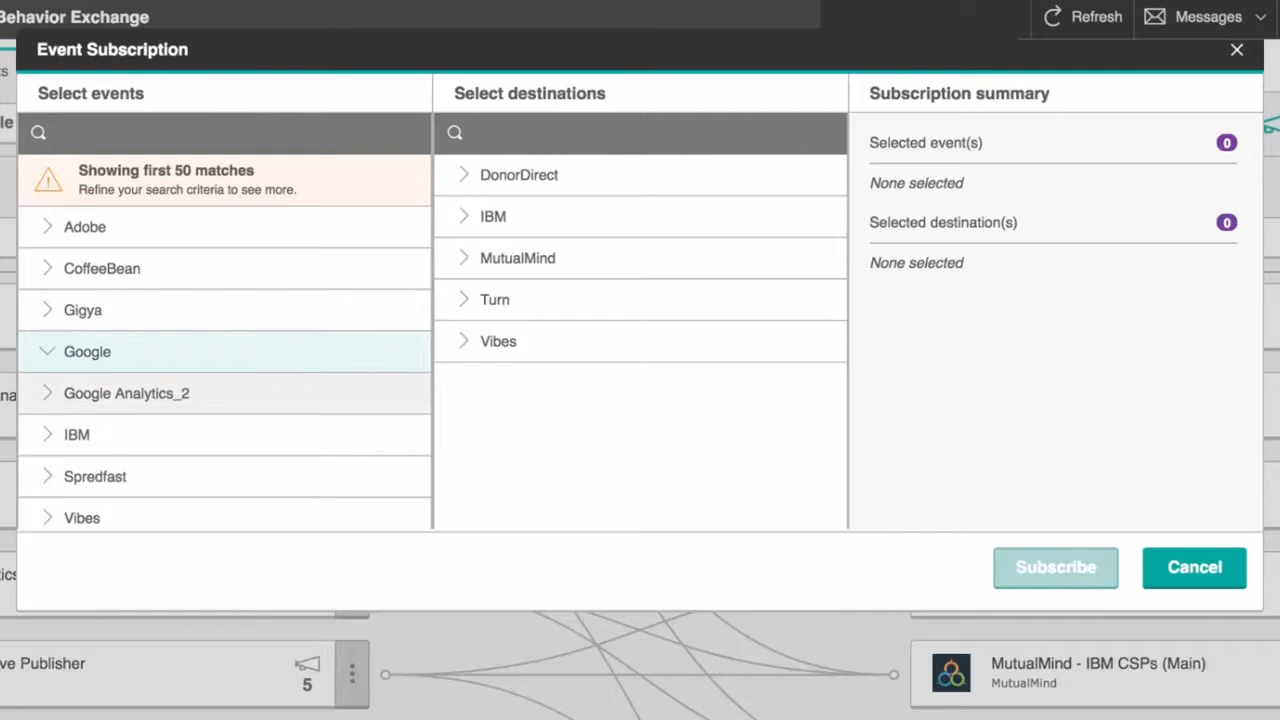 Behavior Exchange
Refresh
Messages
Event Subscription
Select events
Select destinations
Subscription summary
Showing first 50 matches
Refine your search criteria to see more.
Adobe
CoffeeBean
Gigya
Google
Google Analytics_2
IBM
Spredfast
Vibes
DonorDirect
IBM
MutualMind
Turn
Vibes
Selected event(s) 0
None selected
Selected destination(s) 0
None selected
Subscribe
Cancel
ve Publisher
5
MutualMind - IBM CSPs (Main)
MutualMind